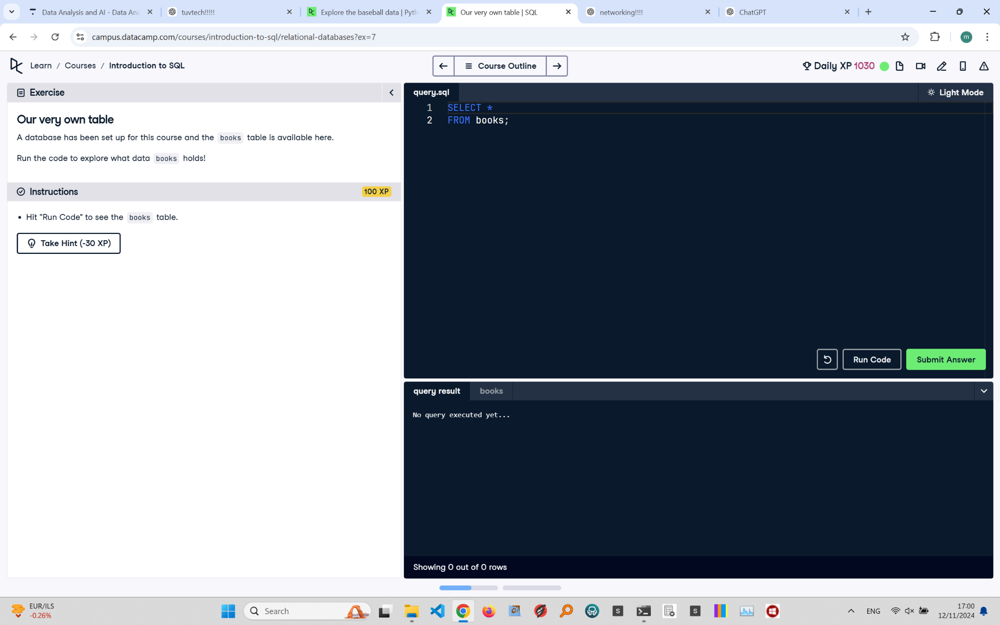 Data Analysis and AI - Data Ana
tuvtech!!!!!
Explore the baseball data | Pyth
Our very own table | SQL
networking!!!!
ChatGPT
campus.datacamp.com/courses/introduction-to-sql/relational-databases?ex=7
m
Learn / Courses / Introduction to SQL
Course Outline
Daily XP 1030
Exercise
Our very own table
A database has been set up for this course and the books table is available here.
Run the code to explore what data books holds!
Instructions
100 XP
• Hit "Run Code" to see the books table.
Take Hint (-30 XP)
query.sql
Light Mode
1 SELECT *
2 FROM books;
Run Code
Submit Answer
query result
books
No query executed yet...
Showing 0 out of 0 rows
EUR/ILS
-0.26%
Search
S
S
ENG
17:00
12/11/2024